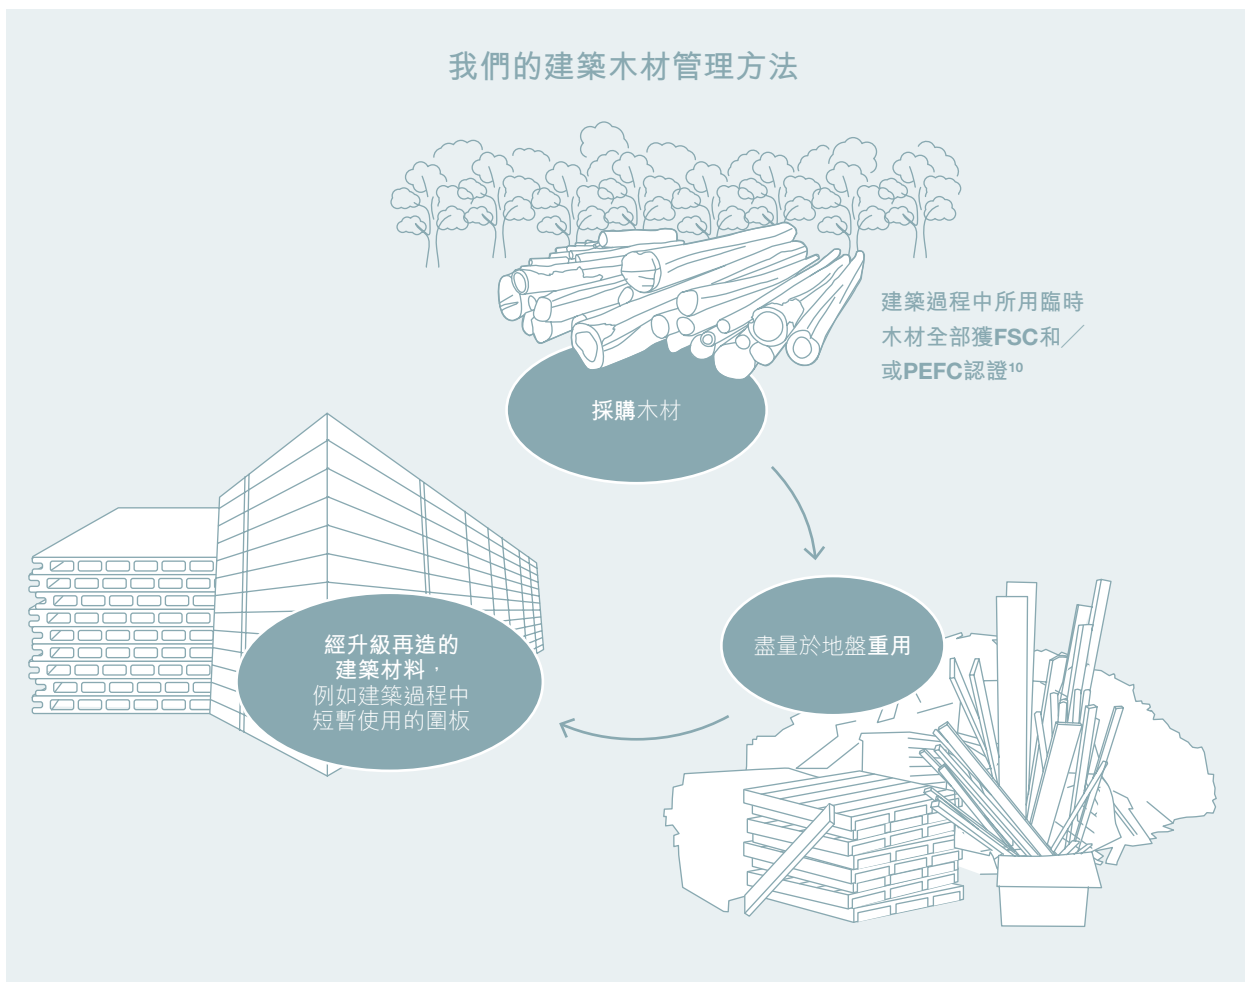 我們的建築木材管理方法
建築過程中所用臨時
木材全部獲FSC和／
或PEFC認證¹⁰
採購木材
盡量於地盤重用
經升級再造的
建築材料，
例如建築過程中
短暫使用的圍板